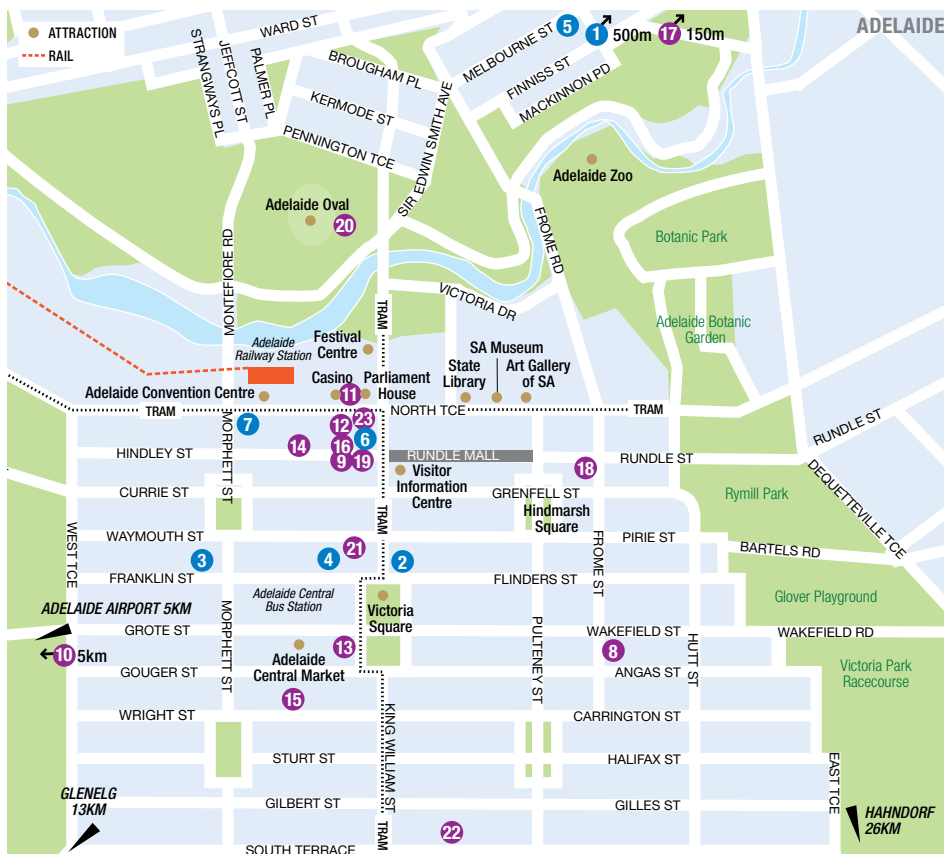 ADELAIDE
ATTRACTION
RAIL
WARD ST
STRANGWAYS PL
JEFFCOTT ST
PALMER PL
BROUGHAM PL
KERMODE ST
PENNINGTON TCE
SIR EDWIN SMITH AVE
MELBOURNE ST
5
1
500m
17
150m
FINNISS ST
MACKINNON PD
Adelaide Zoo
Adelaide Oval
20
FROME RD
Botanic Park
MONTEFIORE RD
VICTORIA DR
TRAM
Adelaide Botanic
Garden
Adelaide
Railway Station
Festival
Centre
SA Museum
State
Library
Art Gallery
of SA
Adelaide Convention Centre
Casino
11
Parliament
House
TRAM
NORTH TCE
TRAM
7
12
23
6
14
16
9
19
MORPHETT ST
HINDLEY ST
RUNDLE MALL
18
RUNDLE ST
RUNDLE ST
DEQUETTEVILLE TCE
Visitor
Information
Centre
CURRIE ST
GRENFELL ST
Hindmarsh
Square
Rymill Park
WEST TCE
WAYMOUTH ST
TRAM
PIRIE ST
BARTELS RD
3
4
21
2
FROME ST
FRANKLIN ST
FLINDERS ST
Adelaide Central
Bus Station
Victoria
Square
Glover Playground
ADELAIDE AIRPORT 5KM
GROTE ST
MORPHETT ST
PULTENEY ST
WAKEFIELD ST
HUTT ST
WAKEFIELD RD
10
5km
13
8
Adelaide
Central Market
GOUGER ST
ANGAS ST
Victoria Park
Racecourse
15
WRIGHT ST
KING WILLIAM ST
CARRINGTON ST
STURT ST
HALIFAX ST
EAST TCE
GLENELG
13KM
GILBERT ST
GILLES ST
HAHNDORF
26KM
22
TRAM
SOUTH TERRACE